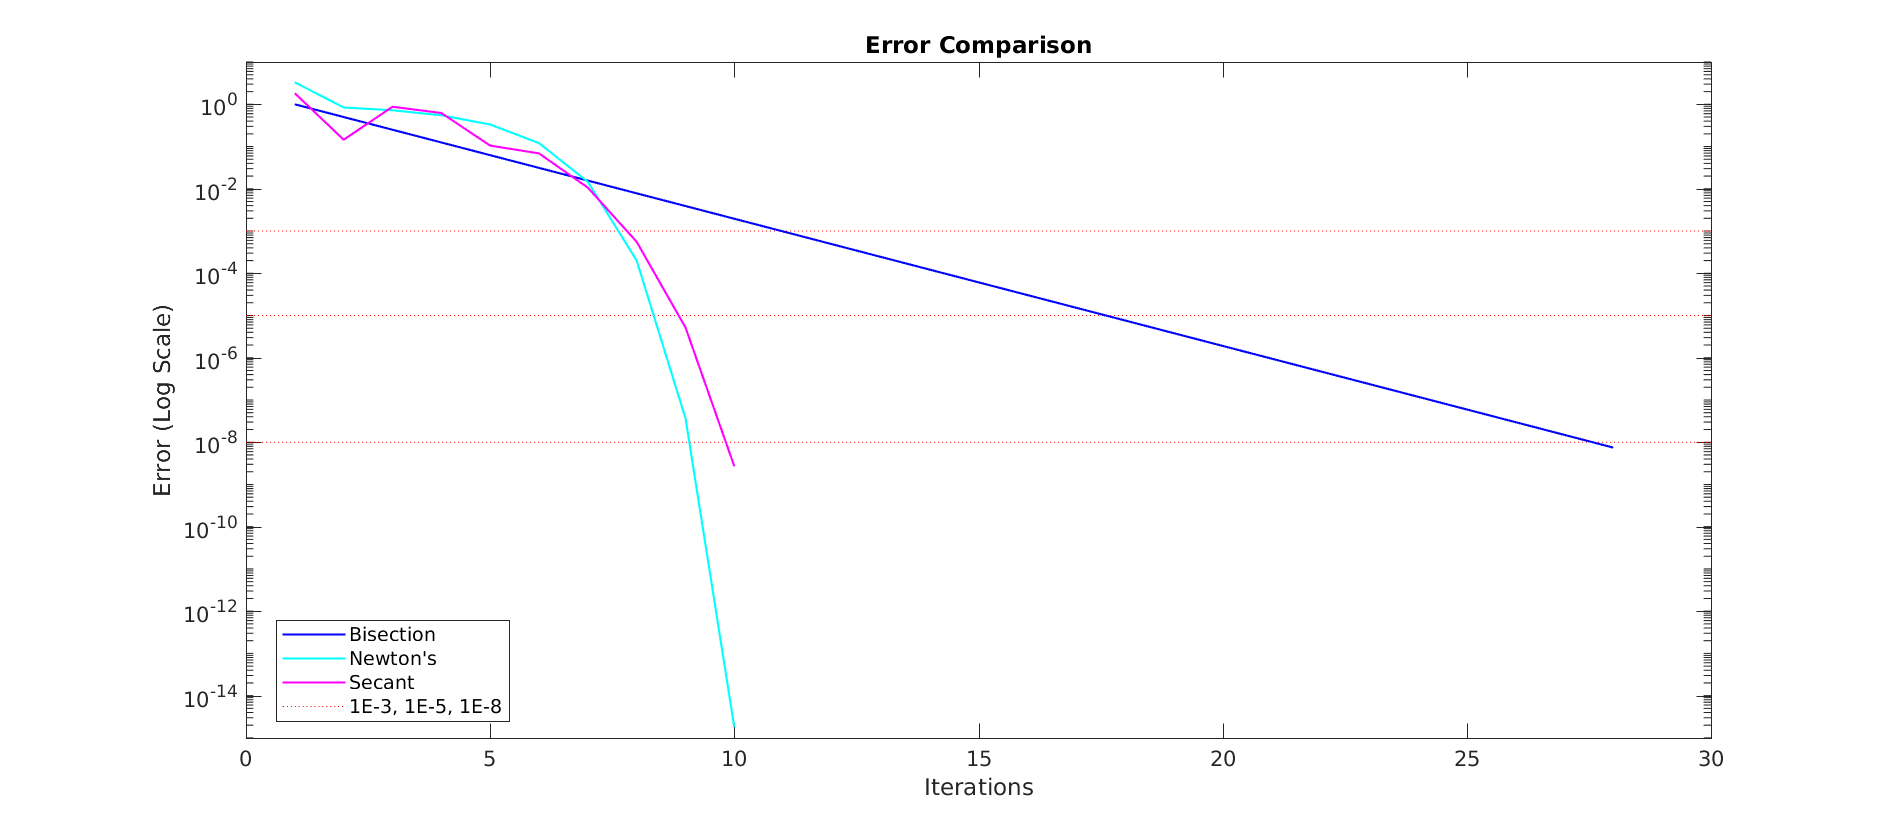 Error Comparison
Error (Log Scale)
10^0
10^-2
10^-4
10^-6
10^-8
10^-10
10^-12
10^-14
Bisection
Newton's
Secant
1E-3, 1E-5, 1E-8
0 5 10 15 20 25 30
Iterations